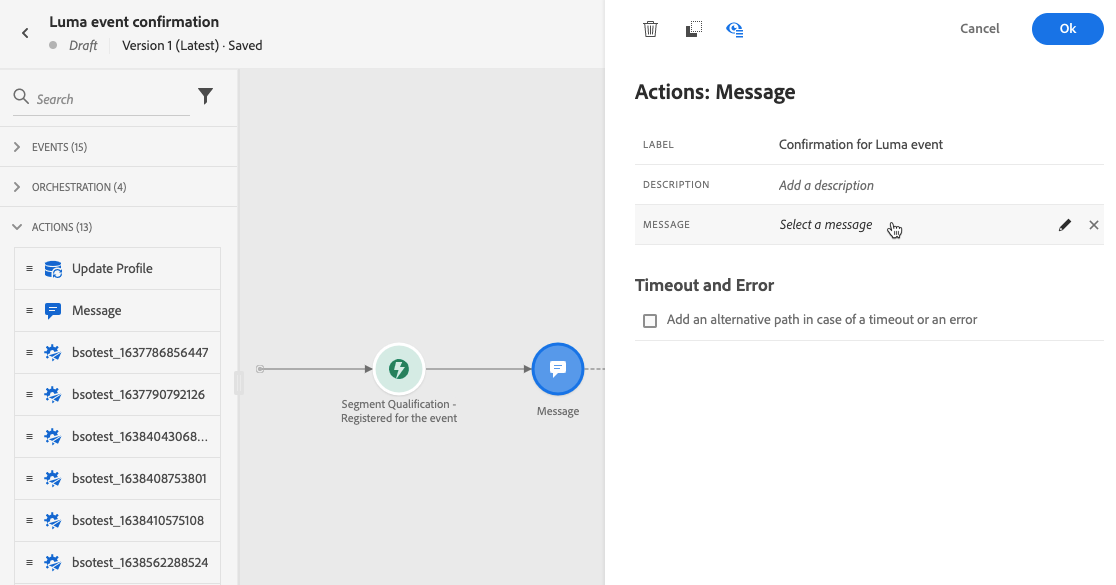 Luma event confirmation
Draft
Version 1 (Latest) · Saved
Search
EVENTS (15)
ORCHESTRATION (4)
ACTIONS (13)
Update Profile
Message
bsotest_1637786856447
bsotest_1637790792126
bsotest_16384043068...
bsotest_1638408753801
bsotest_1638410575108
bsotest_1638562288524
Segment Qualification -
Registered for the event
Message
Cancel
Ok
Actions: Message
LABEL Confirmation for Luma event
DESCRIPTION Add a description
MESSAGE Select a message
Timeout and Error
Add an alternative path in case of a timeout or an error